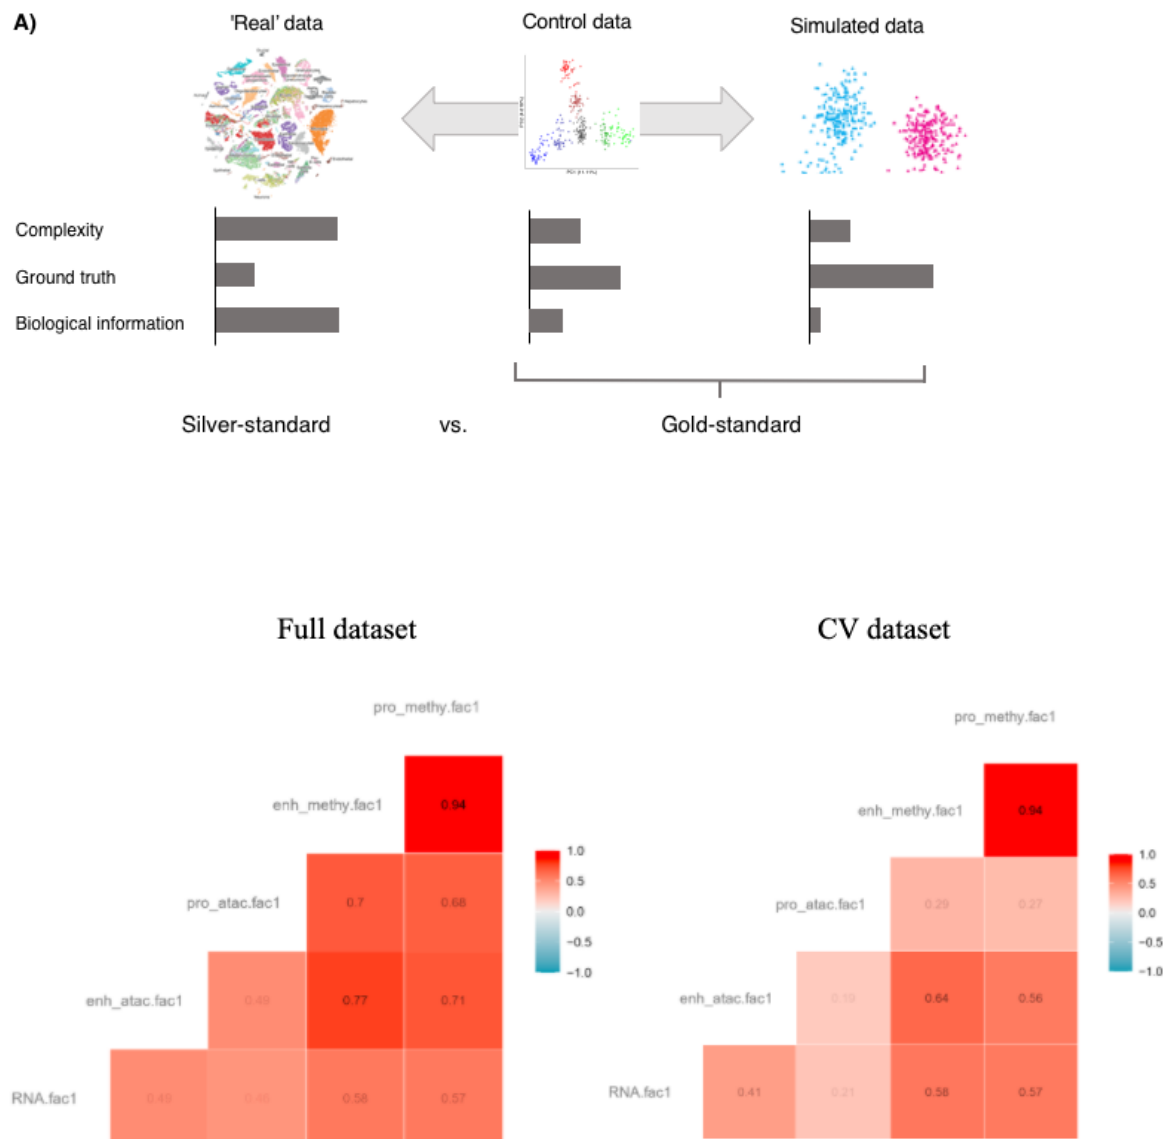 A)
'Real' data
Control data
Simulated data
Complexity
Ground truth
Biological information
Silver-standard
vs.
Gold-standard
Full dataset
CV dataset
pro_methy.fac1
enh_methy.fac1
0.94
pro_atac.fac1
0.7
0.68
enh_atac.fac1
0.49
0.77
0.71
RNA.fac1
0.49
0.46
0.58
0.57
1.0
0.5
0.0
−0.5
−1.0
pro_methy.fac1
enh_methy.fac1
0.94
pro_atac.fac1
0.29
0.27
enh_atac.fac1
0.19
0.64
0.56
RNA.fac1
0.41
0.21
0.58
0.57
1.0
0.5
0.0
−0.5
−1.0